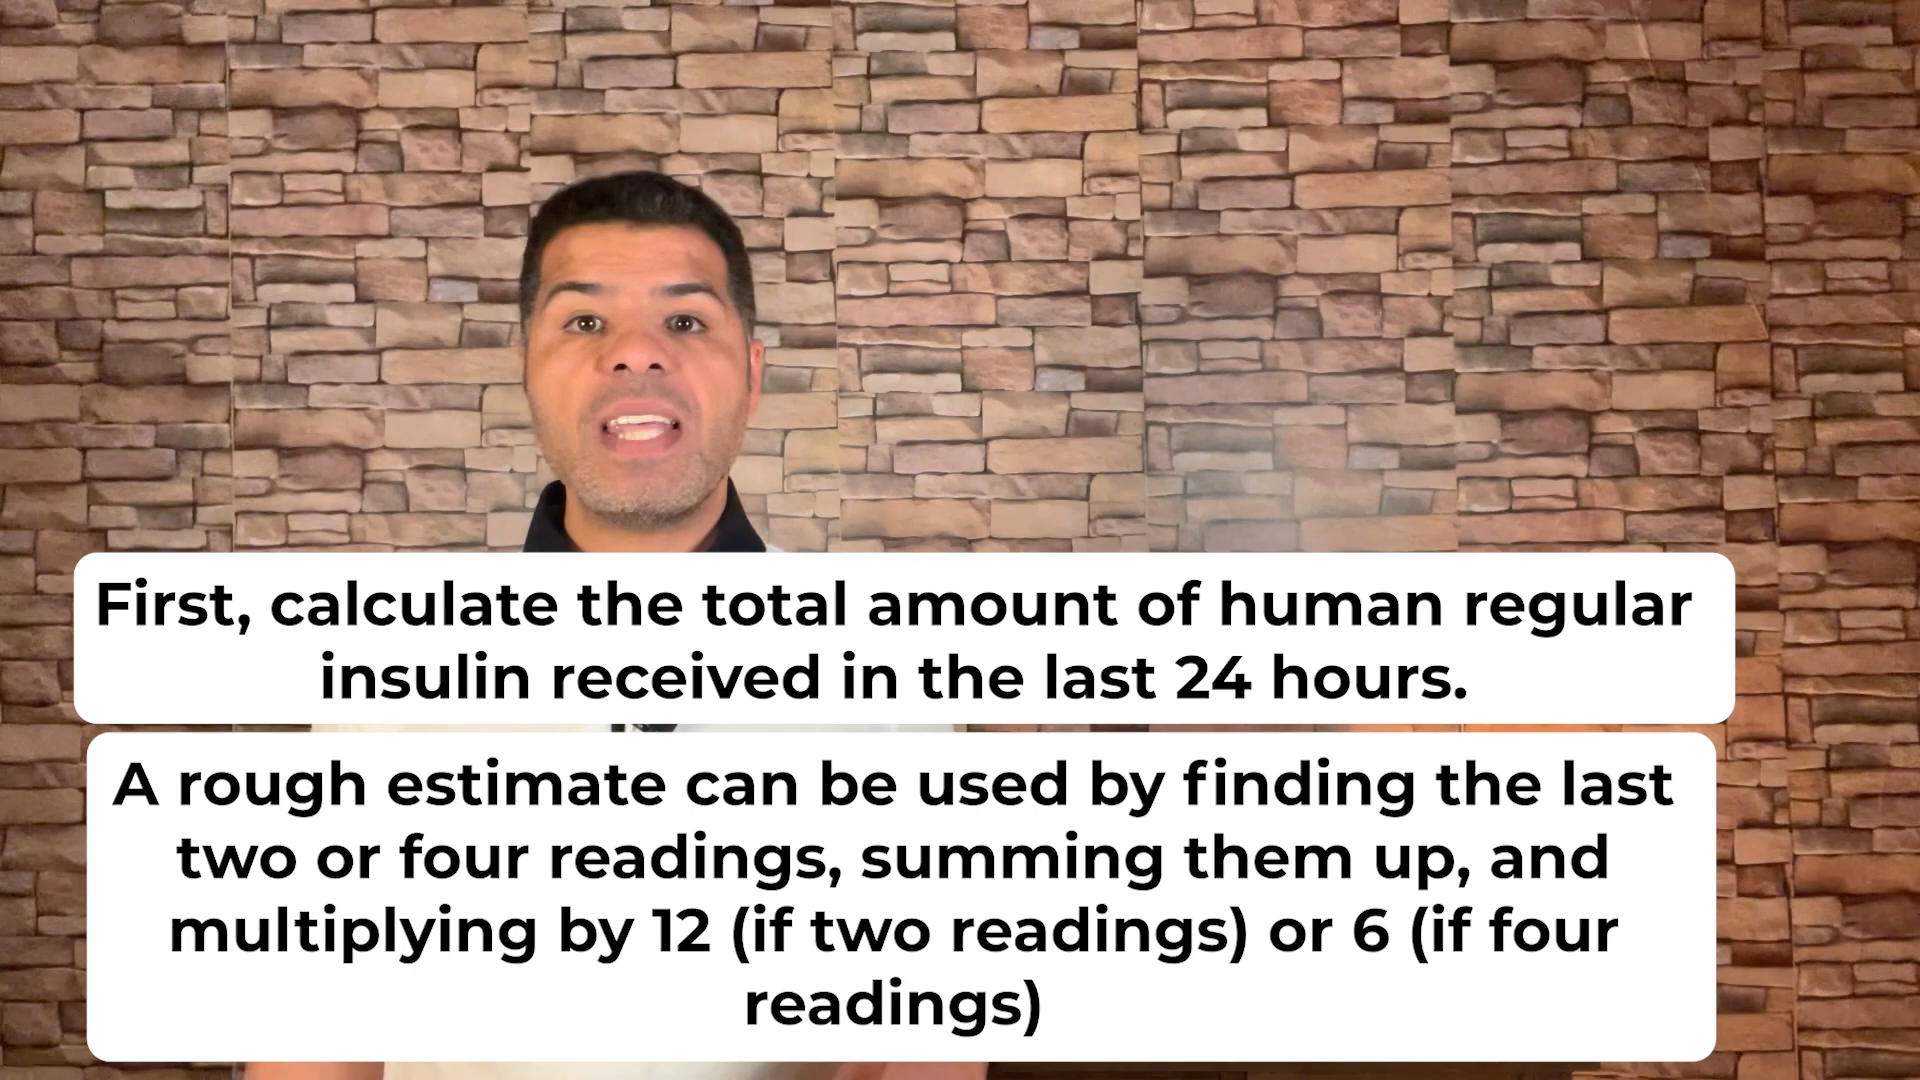 First, calculate the total amount of human regular
insulin received in the last 24 hours.
A rough estimate can be used by finding the last
two or four readings, summing them up, and
multiplying by 12 (if two readings) or 6 (if four
readings)